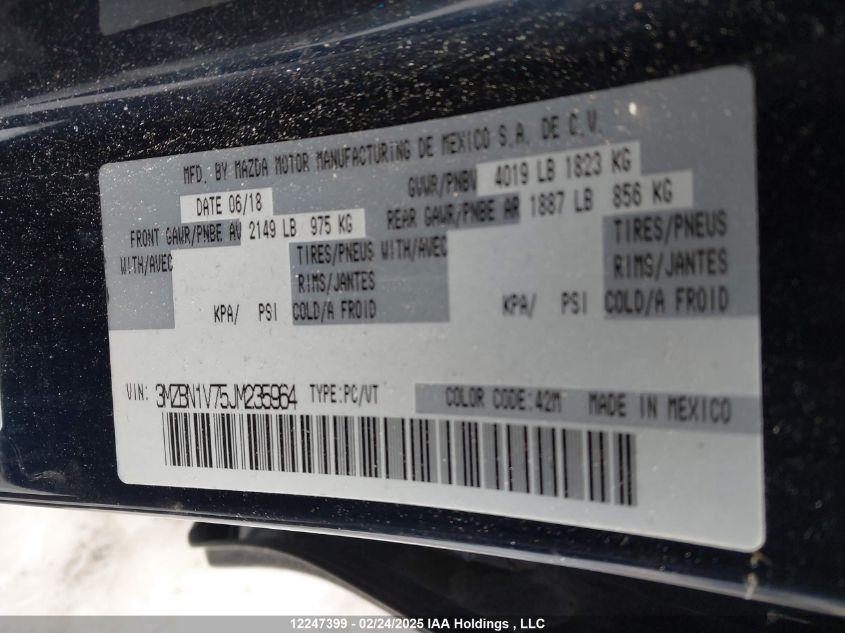 MFD. BY MAZDA MOTOR MANUFACTURING DE MEXICO S.A. DE C.V.
DATE 06/18 GVWR/PNBV 4019 LB 1823 KG
FRONT GAWR/PNBE AV 2149 LB 975 KG REAR GAWR/PNBE AR 1887 LB 856 KG
WITH/AVEC TIRES/PNEUS WITH/AVEC TIRES/PNEUS
RIMS/JANTES RIMS/JANTES
KPA/ PSI COLD/A FROID KPA/ PSI COLD/A FROID
VIN: 3MZBN1V75JM235964 TYPE:PC/VT COLOR CODE:42M MADE IN MEXICO
12247399 - 02/24/2025 IAA Holdings , LLC